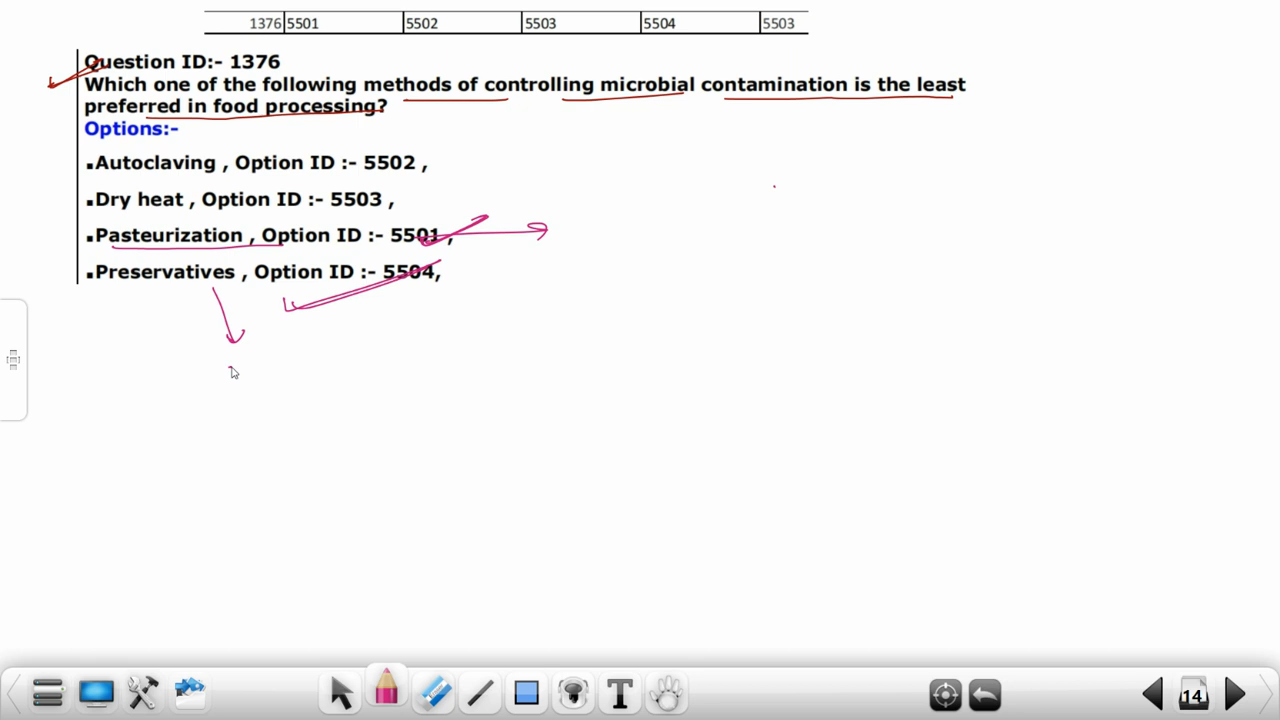 1376 5501 5502 5503 5504 5503
Question ID:- 1376
Which one of the following methods of controlling microbial contamination is the least
preferred in food processing?
Options:-
.Autoclaving , Option ID :- 5502 ,
.Dry heat , Option ID :- 5503 ,
.Pasteurization , Option ID :- 5501 ,
.Preservatives , Option ID :- 5504,
T
14